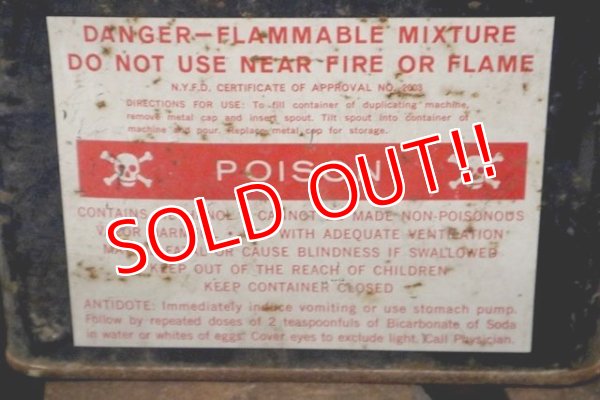 DANGER—FLAMMABLE MIXTURE
DO NOT USE NEAR FIRE OR FLAME
N.Y.F.D. CERTIFICATE OF APPROVAL NO. 2003
DIRECTIONS FOR USE: To fill container of duplicating machine,
remove metal cap and insert spout. Tilt spout into container of
machine and pour. Replace metal cap for storage.
POISON
SOLD OUT!!
CONTAINS CANNOT MADE NON-POISONOUS
WITH ADEQUATE VENTILATION
OR CAUSE BLINDNESS IF SWALLOWED
KEEP OUT OF THE REACH OF CHILDREN
KEEP CONTAINER CLOSED
ANTIDOTE: Immediately induce vomiting or use stomach pump.
Follow by repeated doses of 2 teaspoonfuls of Bicarbonate of Soda
in water or whites of eggs. Cover eyes to exclude light. Call Physician.